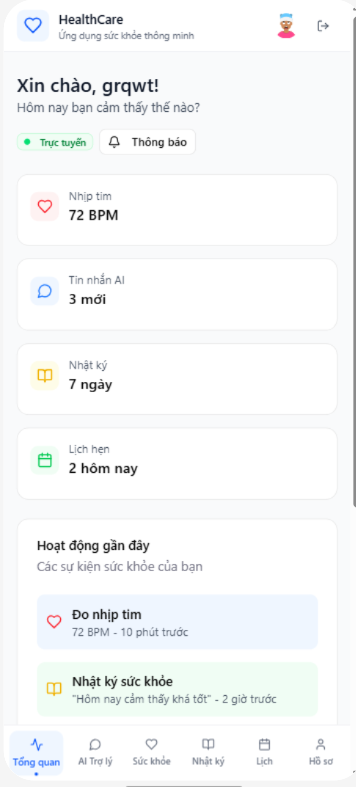 HealthCare
Ứng dụng sức khỏe thông minh
Xin chào, grqwt!
Hôm nay bạn cảm thấy thế nào?
Trực tuyến
Thông báo
Nhịp tim
72 BPM
Tin nhắn AI
3 mới
Nhật ký
7 ngày
Lịch hẹn
2 hôm nay
Hoạt động gần đây
Các sự kiện sức khỏe của bạn
Đo nhịp tim
72 BPM - 10 phút trước
Nhật ký sức khỏe
"Hôm nay cảm thấy khá tốt" - 2 giờ trước
Tổng quan
AI Trợ lý
Sức khỏe
Nhật ký
Lịch
Hồ sơ